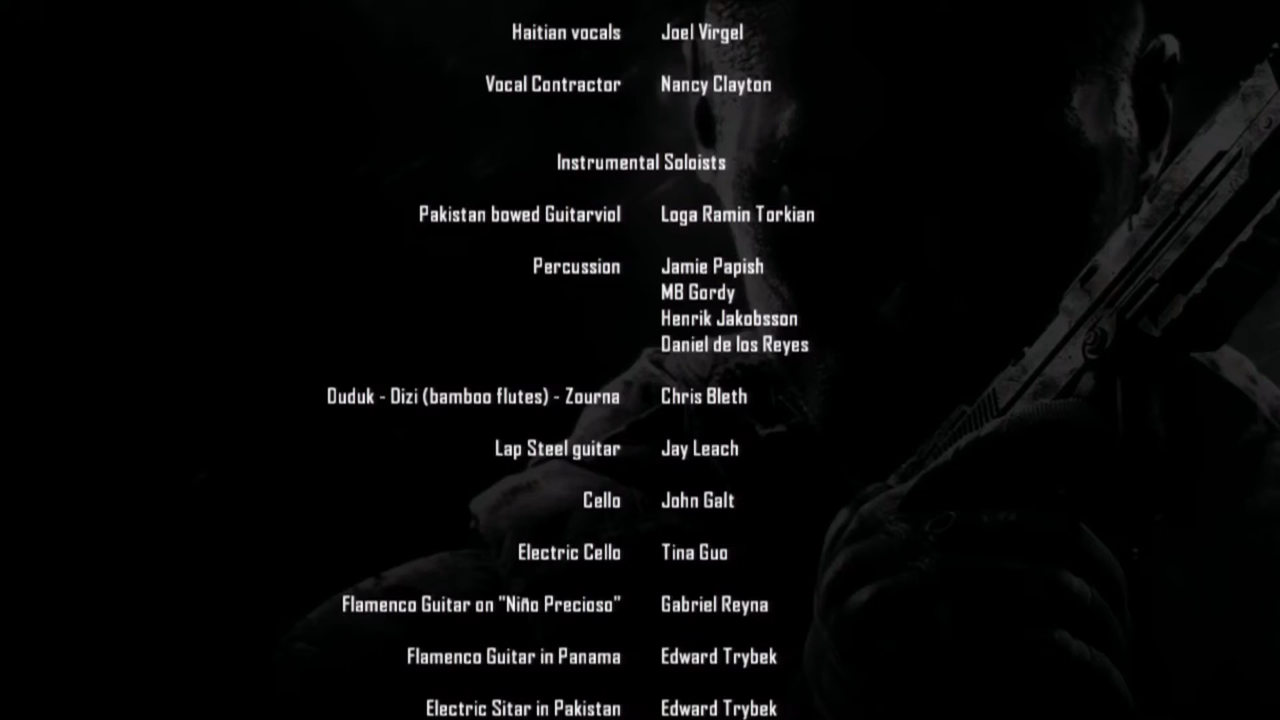 Haitian vocals Joel Virgel
Vocal Contractor Nancy Clayton
Instrumental Soloists
Pakistan bowed Guitarviol Loga Ramin Torkian
Percussion Jamie Papish
MB Gordy
Henrik Jakobsson
Daniel de los Reyes
Duduk - Dizi (bamboo flutes) - Zourna Chris Bleth
Lap Steel guitar Jay Leach
Cello John Galt
Electric Cello Tina Guo
Flamenco Guitar on "Niño Precioso" Gabriel Reyna
Flamenco Guitar in Panama Edward Trybek
Electric Sitar in Pakistan Edward Trybek